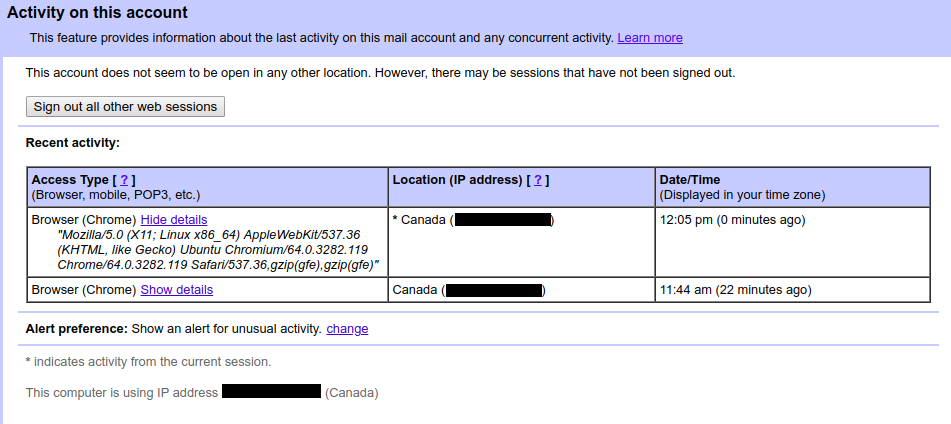 Activity on this account
This feature provides information about the last activity on this mail account and any concurrent activity. Learn more
This account does not seem to be open in any other location. However, there may be sessions that have not been signed out.
Sign out all other web sessions
Recent activity:
Access Type [ ? ]
(Browser, mobile, POP3, etc.)
Location (IP address) [ ? ]
Date/Time
(Displayed in your time zone)
Browser (Chrome) Hide details
"Mozilla/5.0 (X11; Linux x86_64) AppleWebKit/537.36
(KHTML, like Gecko) Ubuntu Chromium/64.0.3282.119
Chrome/64.0.3282.119 Safari/537.36,gzip(gfe),gzip(gfe)"
* Canada ( )
12:05 pm (0 minutes ago)
Browser (Chrome) Show details
Canada ( )
11:44 am (22 minutes ago)
Alert preference: Show an alert for unusual activity. change
* indicates activity from the current session.
This computer is using IP address (Canada)